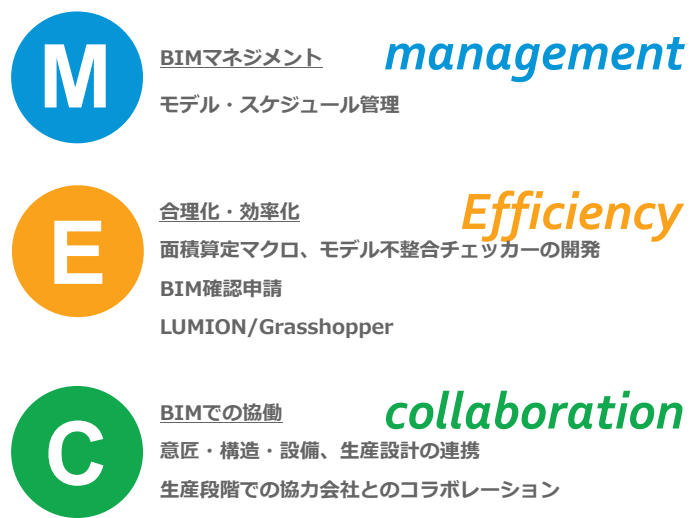 M
BIMマネジメント
management
モデル・スケジュール管理
E
合理化・効率化
Efficiency
面積算定マクロ、モデル不整合チェッカーの開発
BIM確認申請
LUMION/Grasshopper
C
BIMでの協働
collaboration
意匠・構造・設備、生産設計の連携
生産段階での協力会社とのコラボレーション